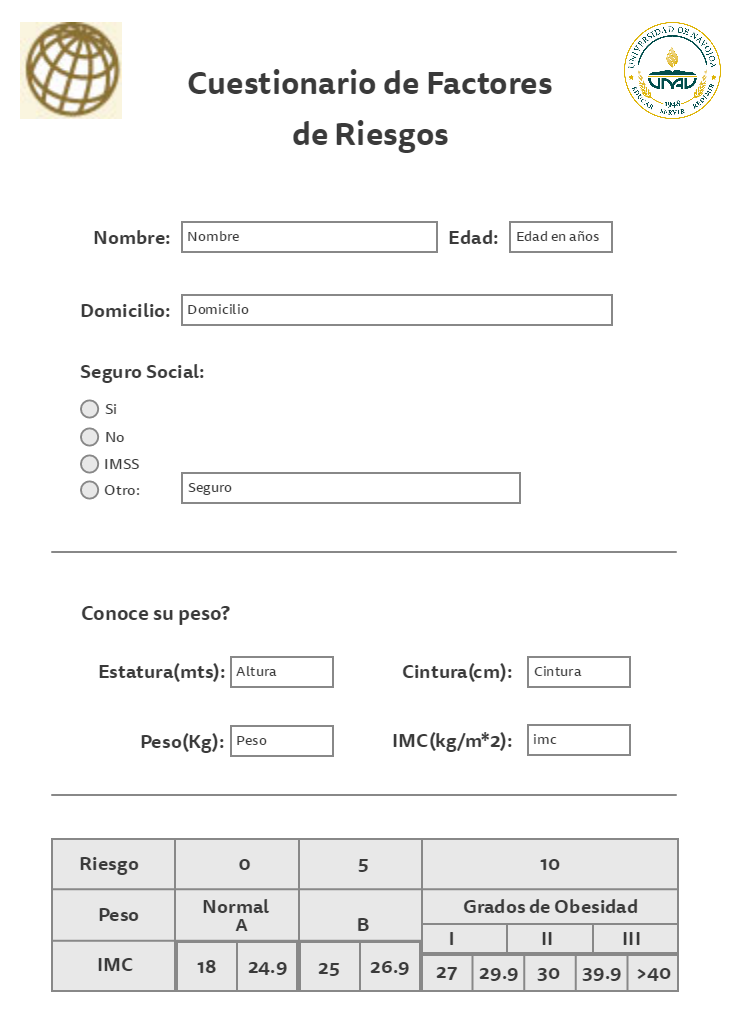 UNIVERSIDAD DE NAVOJOA
UNAV
1948
EDUCAR SERVIR REDIMIR
Cuestionario de Factores
de Riesgos
Nombre: Nombre Edad: Edad en años
Domicilio: Domicilio
Seguro Social:
Si
No
IMSS
Otro: Seguro
Conoce su peso?
Estatura(mts): Altura Cintura(cm): Cintura
Peso(Kg): Peso IMC(kg/m*2): imc
Riesgo 0 5 10
Peso Normal A B Grados de Obesidad
I II III
IMC 18 24.9 25 26.9 27 29.9 30 39.9 >40